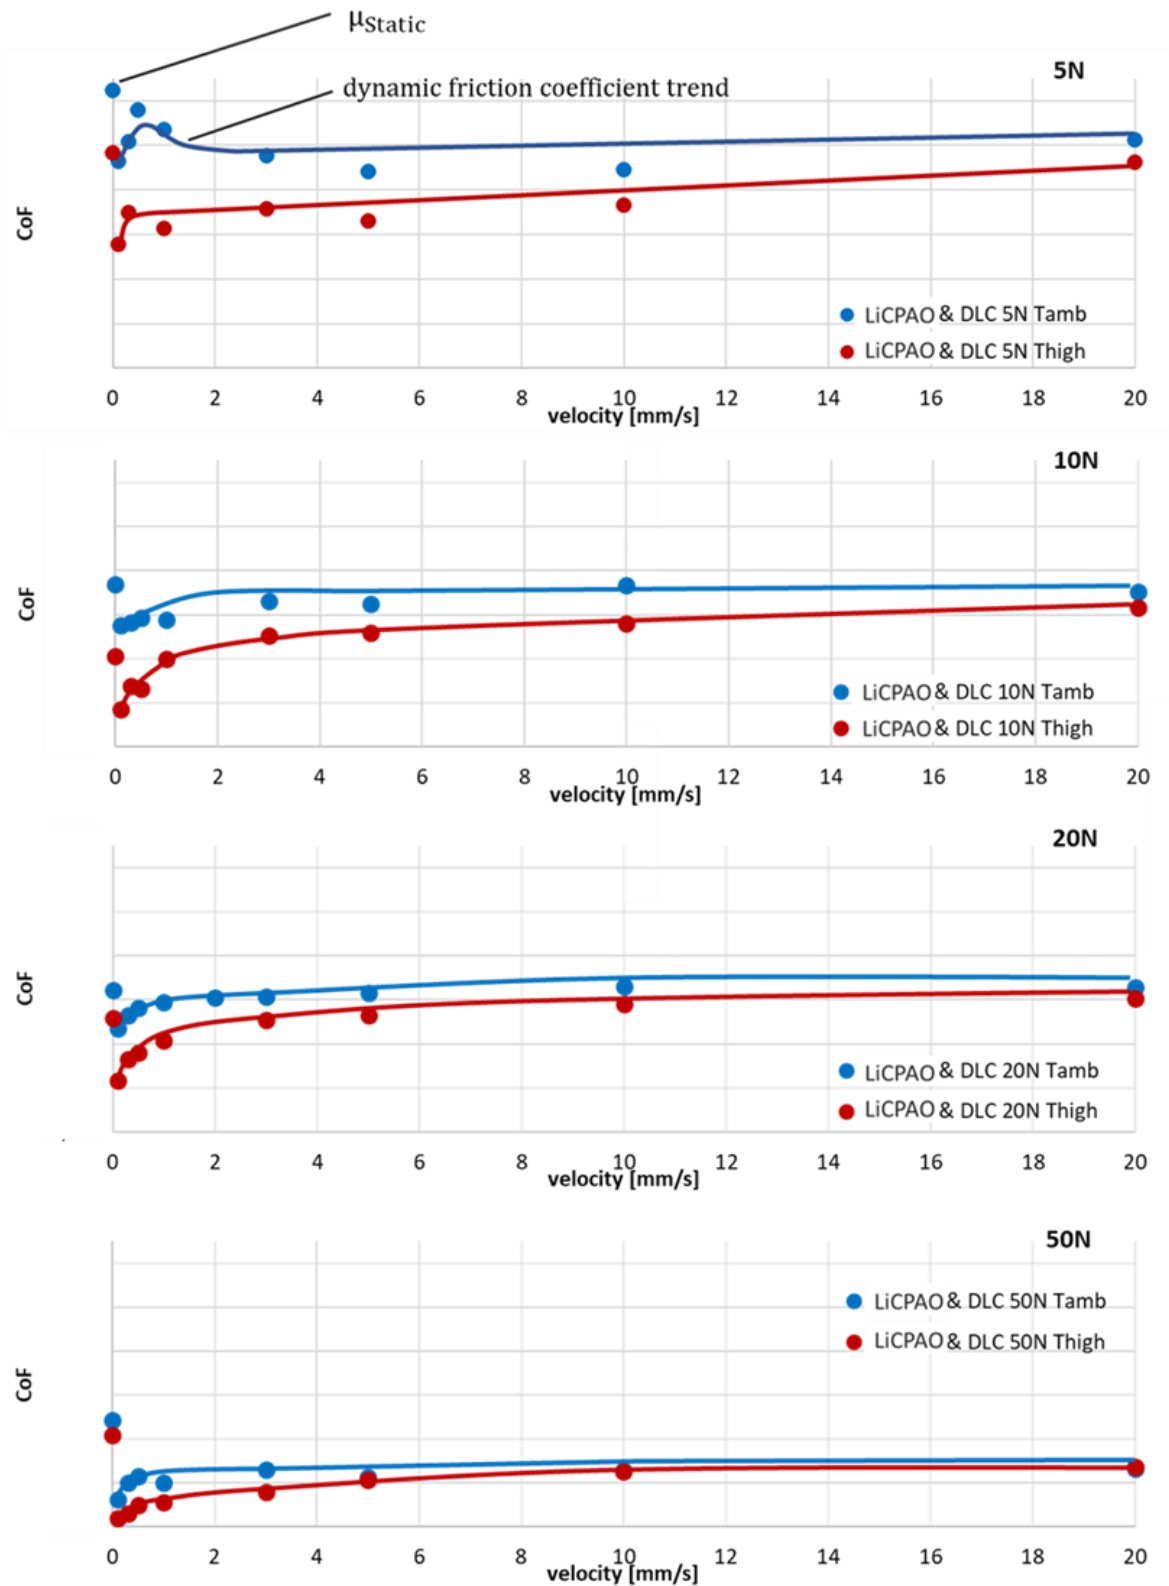 μStatic
5N
dynamic friction coefficient trend
CoF
LiCPAO & DLC 5N Tamb
LiCPAO & DLC 5N Thigh
0 2 4 6 8 10 12 14 16 18 20
velocity [mm/s]
10N
CoF
LiCPAO & DLC 10N Tamb
LiCPAO & DLC 10N Thigh
0 2 4 6 8 10 12 14 16 18 20
velocity [mm/s]
20N
CoF
LiCPAO & DLC 20N Tamb
LiCPAO & DLC 20N Thigh
0 2 4 6 8 10 12 14 16 18 20
velocity [mm/s]
50N
LiCPAO & DLC 50N Tamb
LiCPAO & DLC 50N Thigh
CoF
0 2 4 6 8 10 12 14 16 18 20
velocity [mm/s]